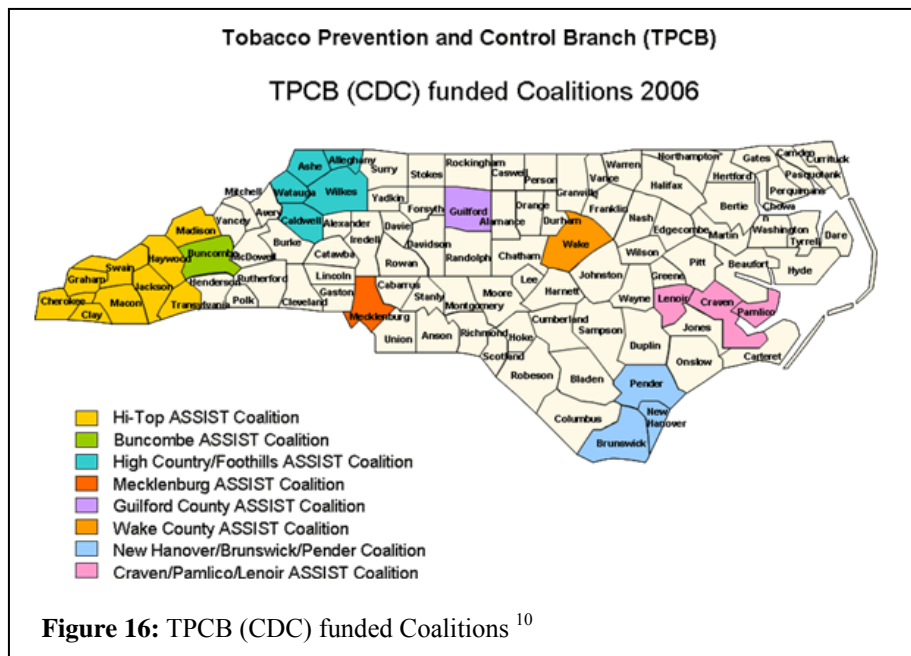 Tobacco Prevention and Control Branch (TPCB)
TPCB (CDC) funded Coalitions 2006
Ashe Alleghany Surry Stokes Rockingham Caswell Person Granville Vance Warren Northampton Gates Camden Currituck
Pasquotank
Perquimans
Hertford
Halifax
Watauga Wilkes Yadkin Forsyth Guilford Alamance Orange Durham Franklin Nash Bertie Chowan
Mitchell Avery Caldwell Alexander Davie Iredell
Yancey
Madison Burke Catawba Rowan Davidson Randolph Chatham Wake Wilson Edgecombe Martin Washington Tyrrell Dare
Haywood Buncombe McDowell
Swain Graham Jackson Henderson Rutherford Lincoln Cabarrus Lee Johnston Greene Pitt Beaufort Hyde
Cherokee Macon Transylvania Polk Cleveland Gaston Stanly Montgomery Moore Harnett Wayne Lenoir Craven Pamlico
Clay Mecklenburg Union Anson Richmond Hoke Cumberland Sampson Duplin Jones
Scotland Onslow Carteret
Robeson Bladen Pender
Columbus New Hanover
Brunswick
Hi-Top ASSIST Coalition
Buncombe ASSIST Coalition
High Country/Foothills ASSIST Coalition
Mecklenburg ASSIST Coalition
Guilford County ASSIST Coalition
Wake County ASSIST Coalition
New Hanover/Brunswick/Pender Coalition
Craven/Pamlico/Lenoir ASSIST Coalition
Figure 16: TPCB (CDC) funded Coalitions 10